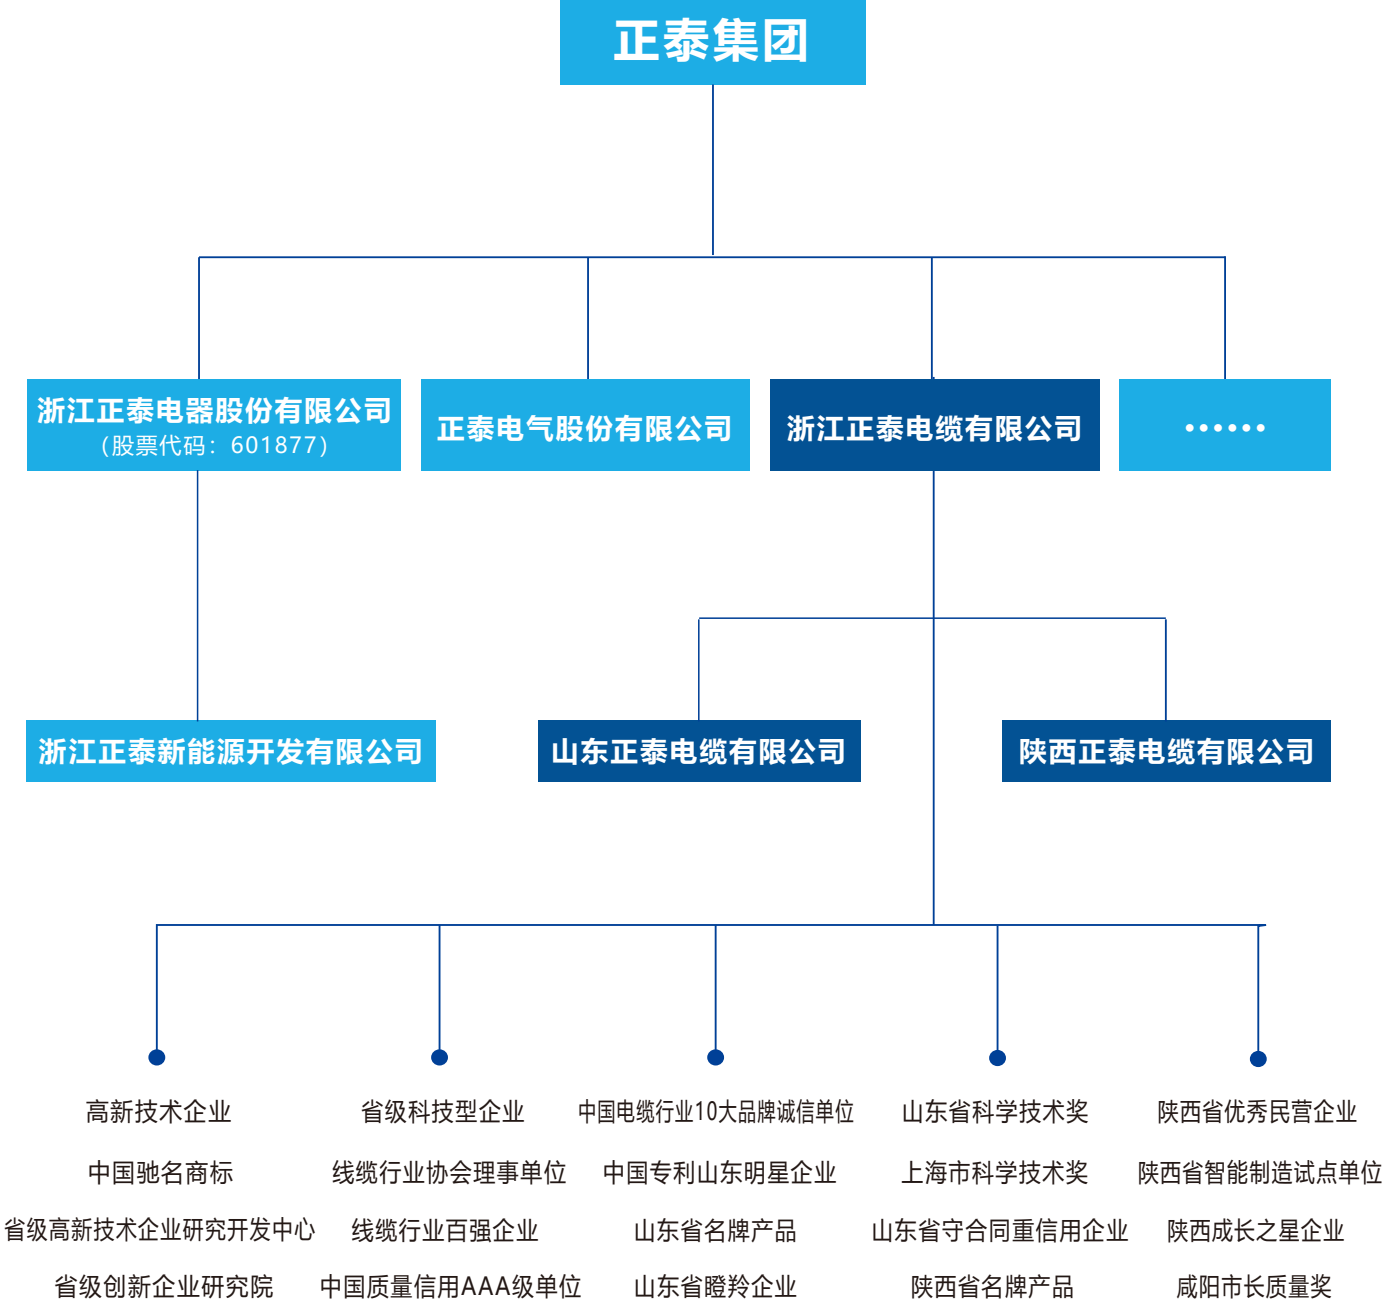 正泰集团
浙江正泰电器股份有限公司
（股票代码：601877）
正泰电气股份有限公司
浙江正泰电缆有限公司
······
浙江正泰新能源开发有限公司
山东正泰电缆有限公司
陕西正泰电缆有限公司
高新技术企业
省级科技型企业
中国电缆行业10大品牌诚信单位
山东省科学技术奖
陕西省优秀民营企业
中国驰名商标
线缆行业协会理事单位
中国专利山东明星企业
上海市科学技术奖
陕西省智能制造试点单位
省级高新技术企业研究开发中心
线缆行业百强企业
山东省名牌产品
山东省守合同重信用企业
陕西成长之星企业
省级创新企业研究院
中国质量信用AAA级单位
山东省瞪羚企业
陕西省名牌产品
咸阳市长质量奖